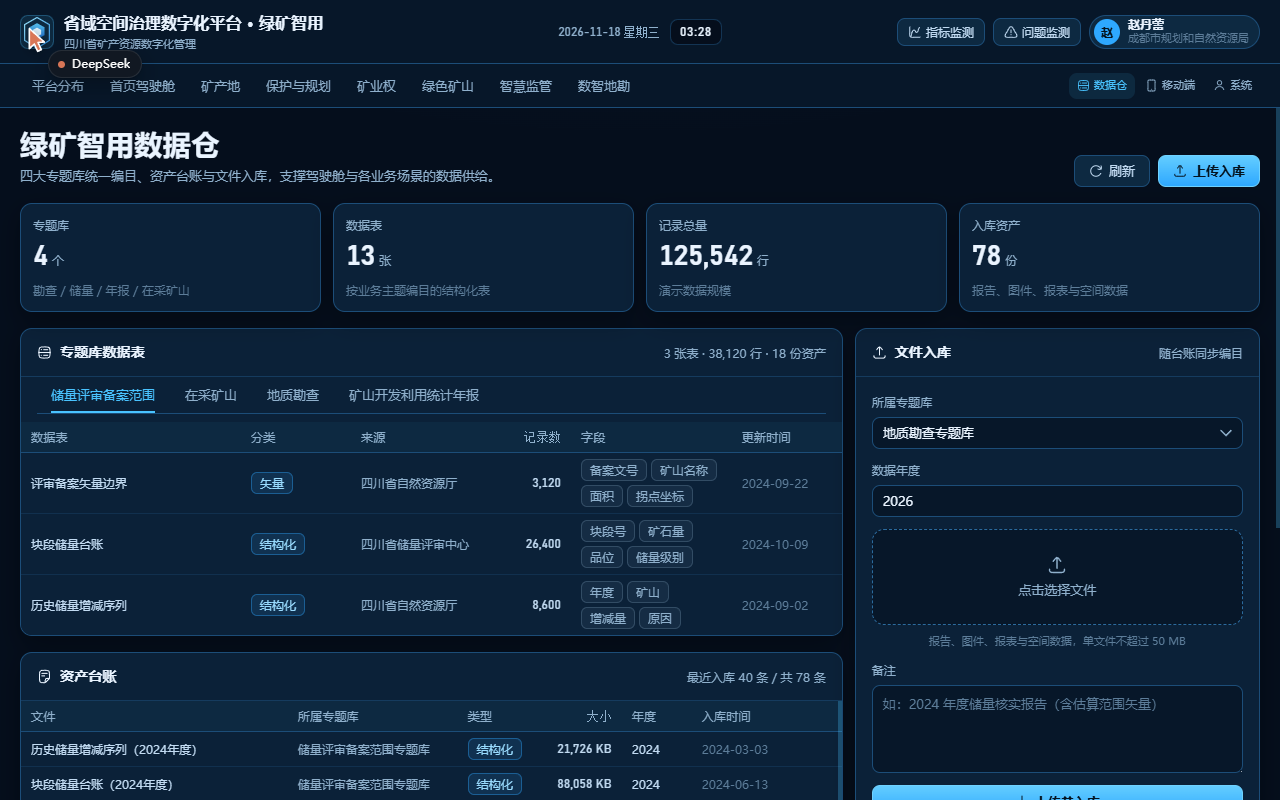 省域空间治理数字化平台 • 绿矿智用
四川省矿产资源数字化管理
2026-11-18 星期三
03:28
指标监测
问题监测
赵
赵丹蕾
成都市规划和自然资源局
DeepSeek
平台分布
首页驾驶舱
矿产地
保护与规划
矿业权
绿色矿山
智慧监管
数智地勘
数据仓
移动端
系统
绿矿智用数据仓
四大专题库统一编目、资产台账与文件入库，支撑驾驶舱与各业务场景的数据供给。
刷新
上传入库
专题库
4 个
勘查 / 储量 / 年报 / 在采矿山
数据表
13 张
按业务主题编目的结构化表
记录总量
125,542 行
演示数据规模
入库资产
78 份
报告、图件、报表与空间数据
专题库数据表
3 张表 · 38,120 行 · 18 份资产
储量评审备案范围
在采矿山
地质勘查
矿山开发利用统计年报
数据表 分类 来源 记录数 字段 更新时间
评审备案矢量边界 矢量 四川省自然资源厅 3,120 备案文号 矿山名称 面积 拐点坐标 2024-09-22
块段储量台账 结构化 四川省储量评审中心 26,400 块段号 矿石量 品位 储量级别 2024-10-09
历史储量增减序列 结构化 四川省自然资源厅 8,600 年度 矿山 增减量 原因 2024-09-02
资产台账
最近入库 40 条 / 共 78 条
文件 所属专题库 类型 大小 年度 入库时间
历史储量增减序列（2024年度） 储量评审备案范围专题库 结构化 21,726 KB 2024 2024-03-03
块段储量台账（2024年度） 储量评审备案范围专题库 结构化 88,058 KB 2024 2024-06-13
文件入库
随台账同步编目
所属专题库
地质勘查专题库
数据年度
2026
点击选择文件
报告、图件、报表与空间数据，单文件不超过 50 MB
备注
如：2024 年度储量核实报告（含估算范围矢量）